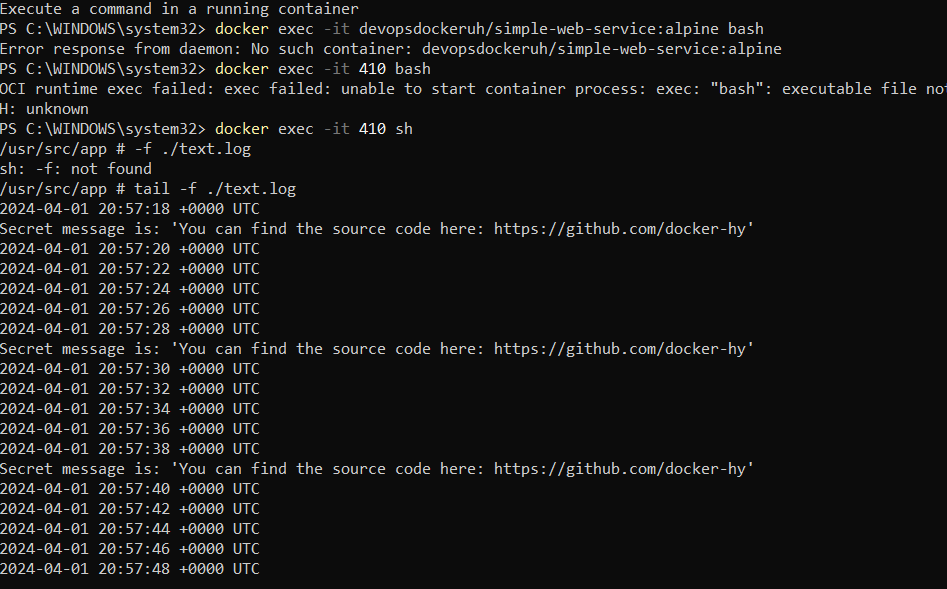 Execute a command in a running container
PS C:\WINDOWS\system32> docker exec -it devopsdockeruh/simple-web-service:alpine bash
Error response from daemon: No such container: devopsdockeruh/simple-web-service:alpine
PS C:\WINDOWS\system32> docker exec -it 410 bash
OCI runtime exec failed: exec failed: unable to start container process: exec: "bash": executable file not
H: unknown
PS C:\WINDOWS\system32> docker exec -it 410 sh
/usr/src/app # -f ./text.log
sh: -f: not found
/usr/src/app # tail -f ./text.log
2024-04-01 20:57:18 +0000 UTC
Secret message is: 'You can find the source code here: https://github.com/docker-hy'
2024-04-01 20:57:20 +0000 UTC
2024-04-01 20:57:22 +0000 UTC
2024-04-01 20:57:24 +0000 UTC
2024-04-01 20:57:26 +0000 UTC
2024-04-01 20:57:28 +0000 UTC
Secret message is: 'You can find the source code here: https://github.com/docker-hy'
2024-04-01 20:57:30 +0000 UTC
2024-04-01 20:57:32 +0000 UTC
2024-04-01 20:57:34 +0000 UTC
2024-04-01 20:57:36 +0000 UTC
2024-04-01 20:57:38 +0000 UTC
Secret message is: 'You can find the source code here: https://github.com/docker-hy'
2024-04-01 20:57:40 +0000 UTC
2024-04-01 20:57:42 +0000 UTC
2024-04-01 20:57:44 +0000 UTC
2024-04-01 20:57:46 +0000 UTC
2024-04-01 20:57:48 +0000 UTC